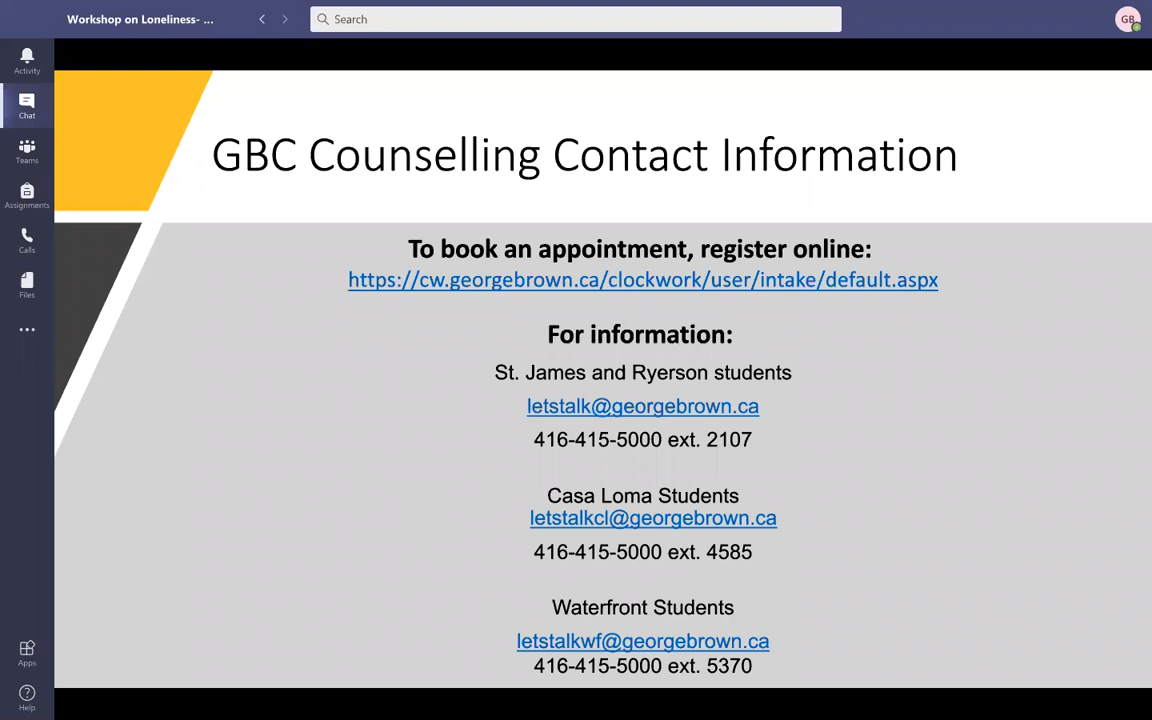 Workshop on Loneliness- ...
Search
GB
Activity
Chat
Teams
Assignments
Calls
Files
Apps
Help
GBC Counselling Contact Information
To book an appointment, register online:
https://cw.georgebrown.ca/clockwork/user/intake/default.aspx
For information:
St. James and Ryerson students
letstalk@georgebrown.ca
416-415-5000 ext. 2107
Casa Loma Students
letstalkcl@georgebrown.ca
416-415-5000 ext. 4585
Waterfront Students
letstalkwf@georgebrown.ca
416-415-5000 ext. 5370